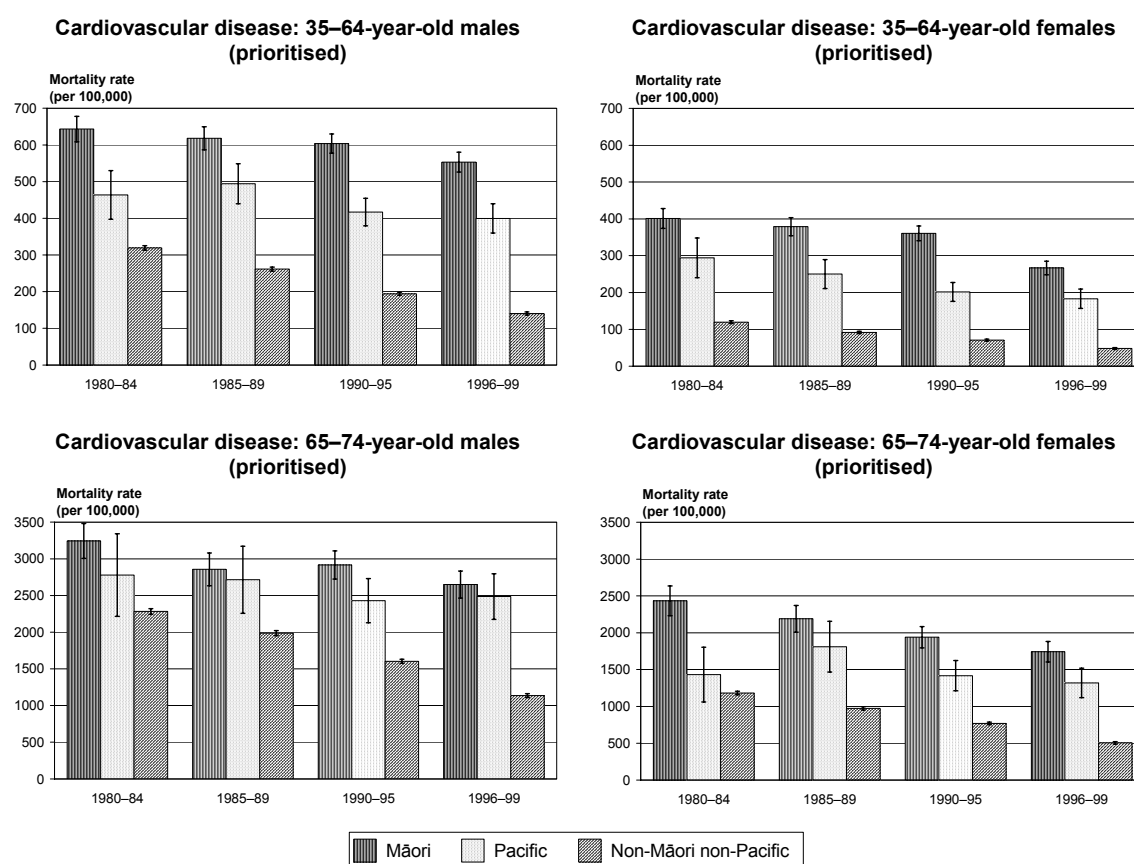 Cardiovascular disease: 35–64-year-old males
(prioritised)
Mortality rate
(per 100,000)
700
600
500
400
300
200
100
0
1980–84
1985–89
1990–95
1996–99
Cardiovascular disease: 35–64-year-old females
(prioritised)
Mortality rate
(per 100,000)
700
600
500
400
300
200
100
0
1980–84
1985–89
1990–95
1996–99
Cardiovascular disease: 65–74-year-old males
(prioritised)
Mortality rate
(per 100,000)
3500
3000
2500
2000
1500
1000
500
0
1980–84
1985–89
1990–95
1996–99
Cardiovascular disease: 65–74-year-old females
(prioritised)
Mortality rate
(per 100,000)
3500
3000
2500
2000
1500
1000
500
0
1980–84
1985–89
1990–95
1996–99
Māori
Pacific
Non-Māori non-Pacific